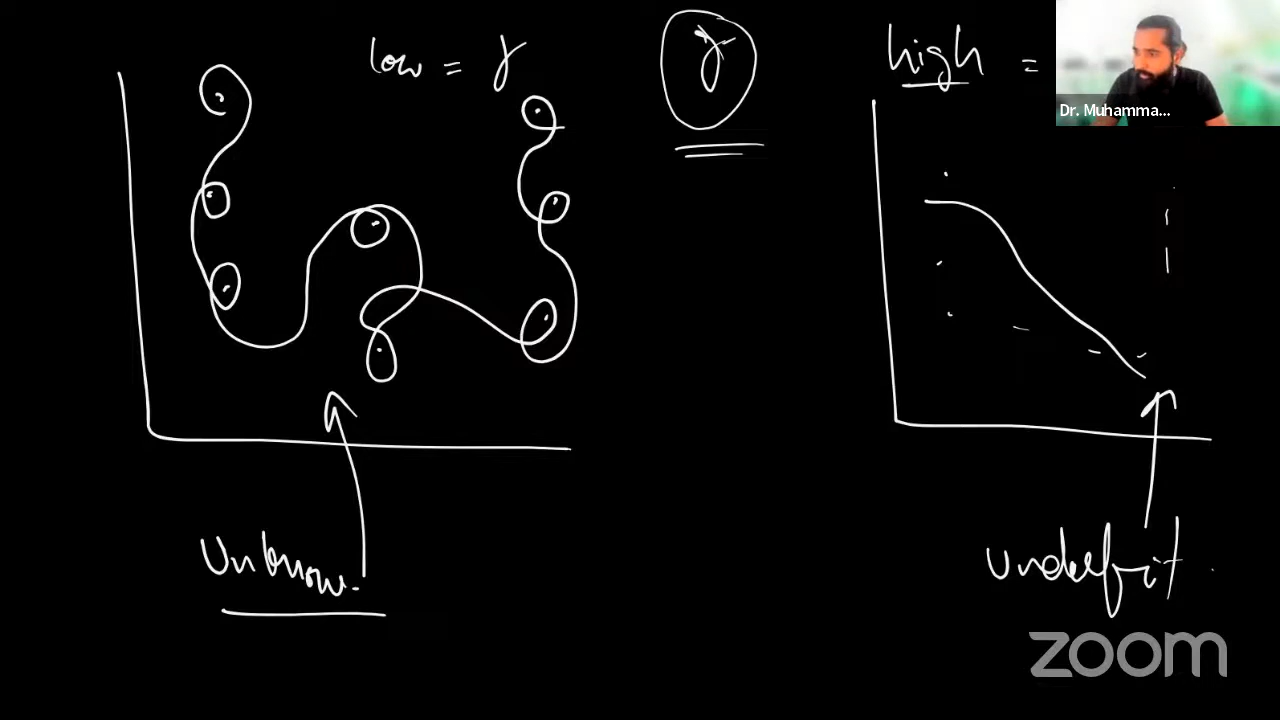 low = γ
γ
high =
Dr. Muhamma...
Unknow.
Underfit
zoom